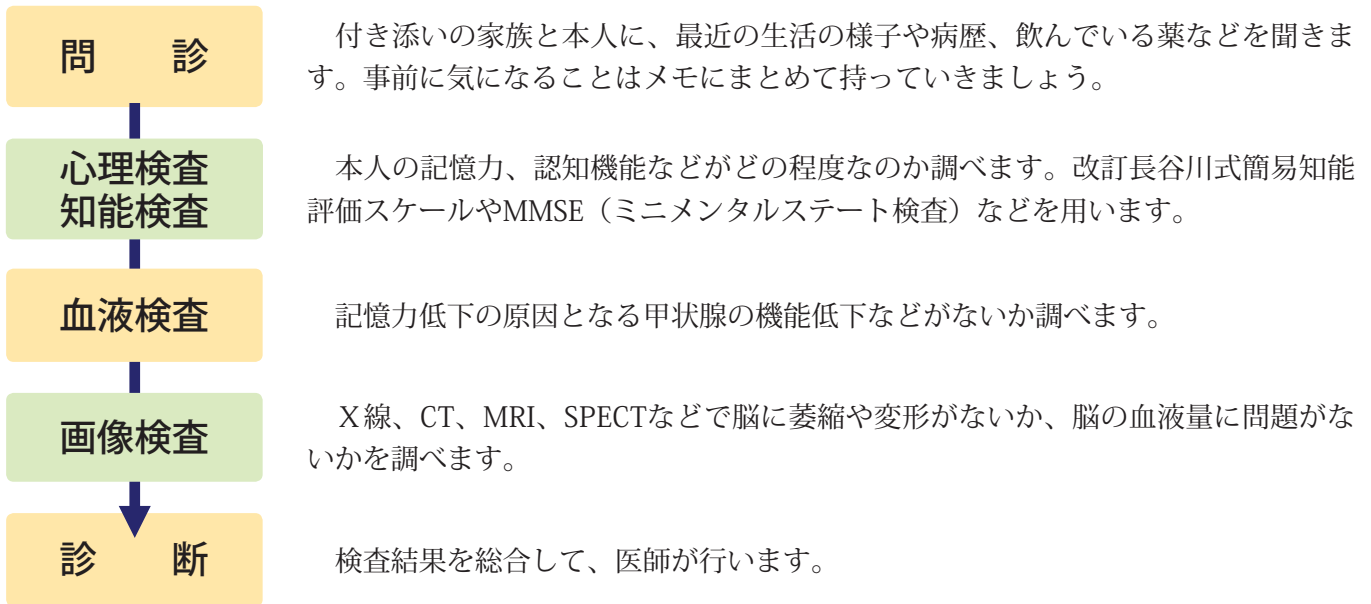 問　診
付き添いの家族と本人に、最近の生活の様子や病歴、飲んでいる薬などを聞きま
す。事前に気になることはメモにまとめて持っていきましょう。
心理検査
知能検査
本人の記憶力、認知機能などがどの程度なのか調べます。改訂長谷川式簡易知能
評価スケールやMMSE（ミニメンタルステート検査）などを用います。
血液検査
記憶力低下の原因となる甲状腺の機能低下などがないか調べます。
画像検査
X線、CT、MRI、SPECTなどで脳に萎縮や変形がないか、脳の血液量に問題がな
いかを調べます。
診　断
検査結果を総合して、医師が行います。